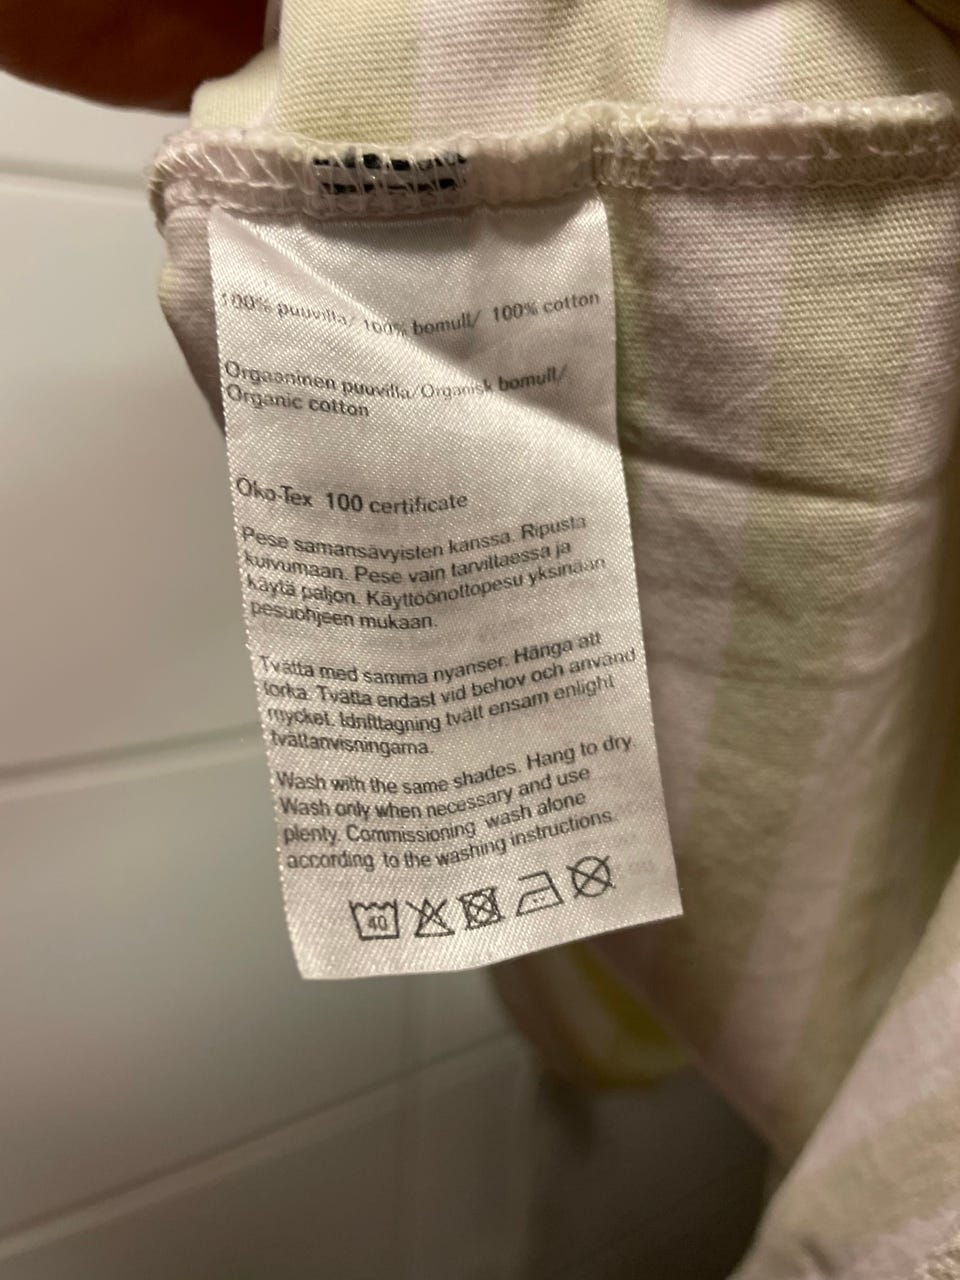 100% puuvilla/ 100% bomull/ 100% cotton
Orgaaninen puuvilla/Organisk bomull/
Organic cotton
Öko-Tex 100 certificate
Pese samansävyisten kanssa. Ripusta
kuivumaan. Pese vain tarvittaessa ja
käytä paljon. Käyttöönottopesu yksinään
pesuohjeen mukaan.
Tvätta med samma nyanser. Hänga att
torka. Tvätta endast vid behov och använd
mycket. Idrifttagning tvätt ensam enlight
tvättanvisningarna.
Wash with the same shades. Hang to dry.
Wash only when necessary and use
plenty. Commissioning wash alone
according to the washing instructions.
40